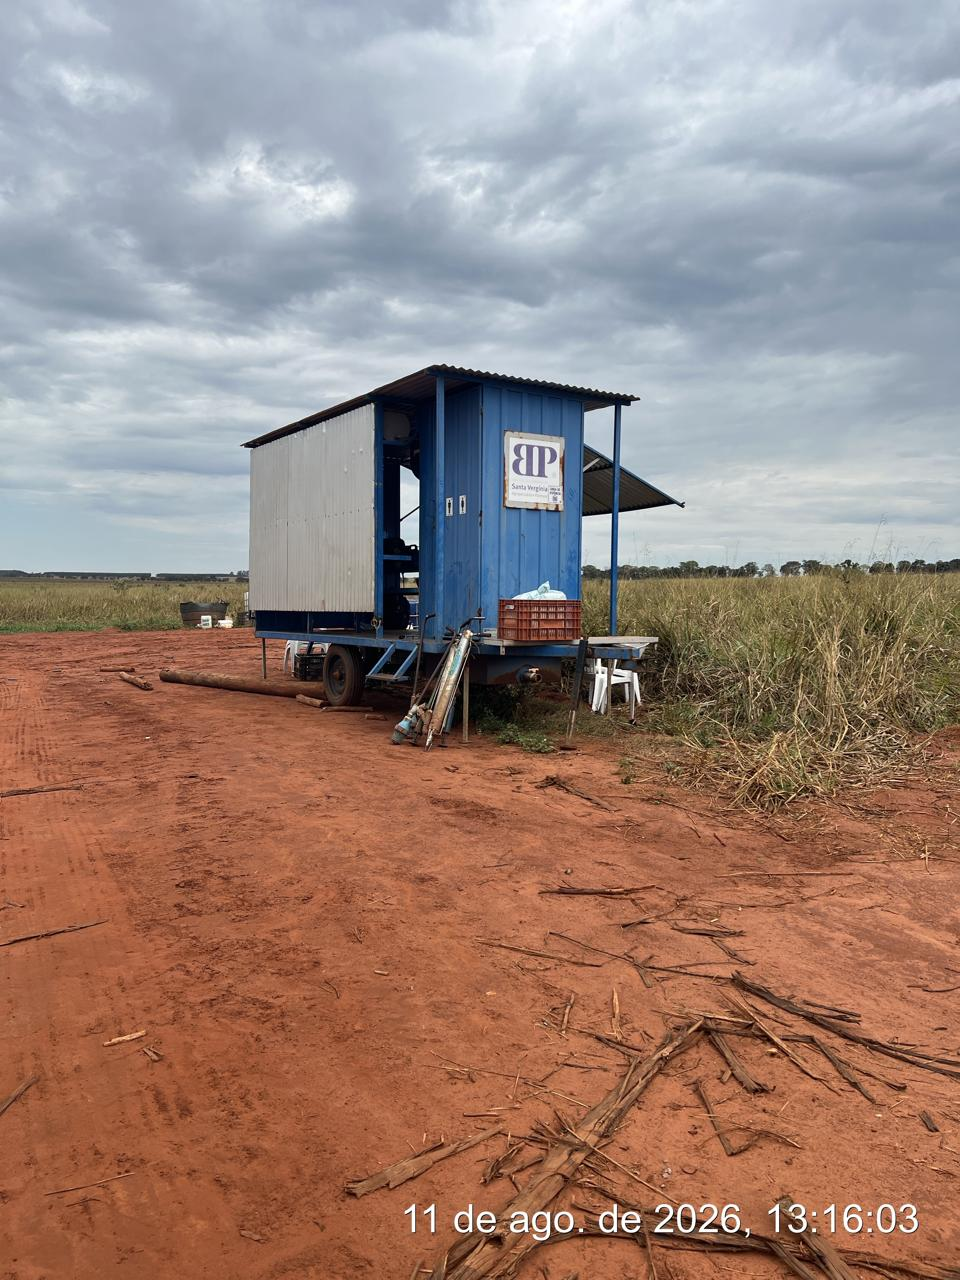 BP
Santa Vergínia
11 de ago. de 2026, 13:16:03